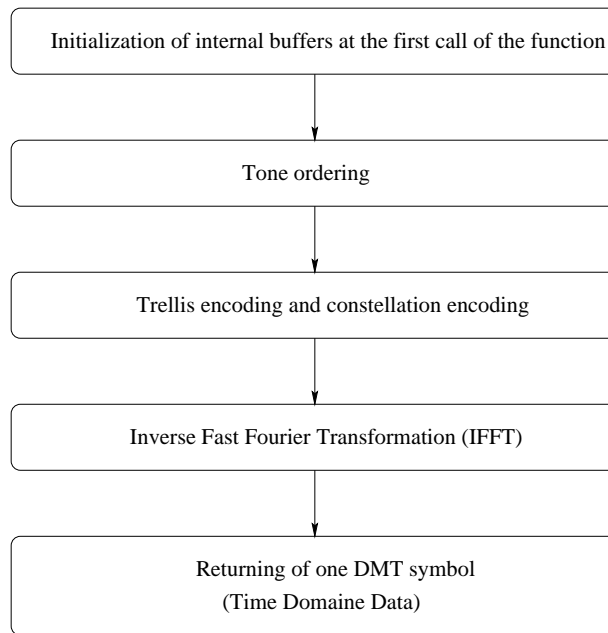 Initialization of internal buffers at the first call of the function
Tone ordering
Trellis encoding and constellation encoding
Inverse Fast Fourier Transformation (IFFT)
Returning of one DMT symbol
(Time Domaine Data)